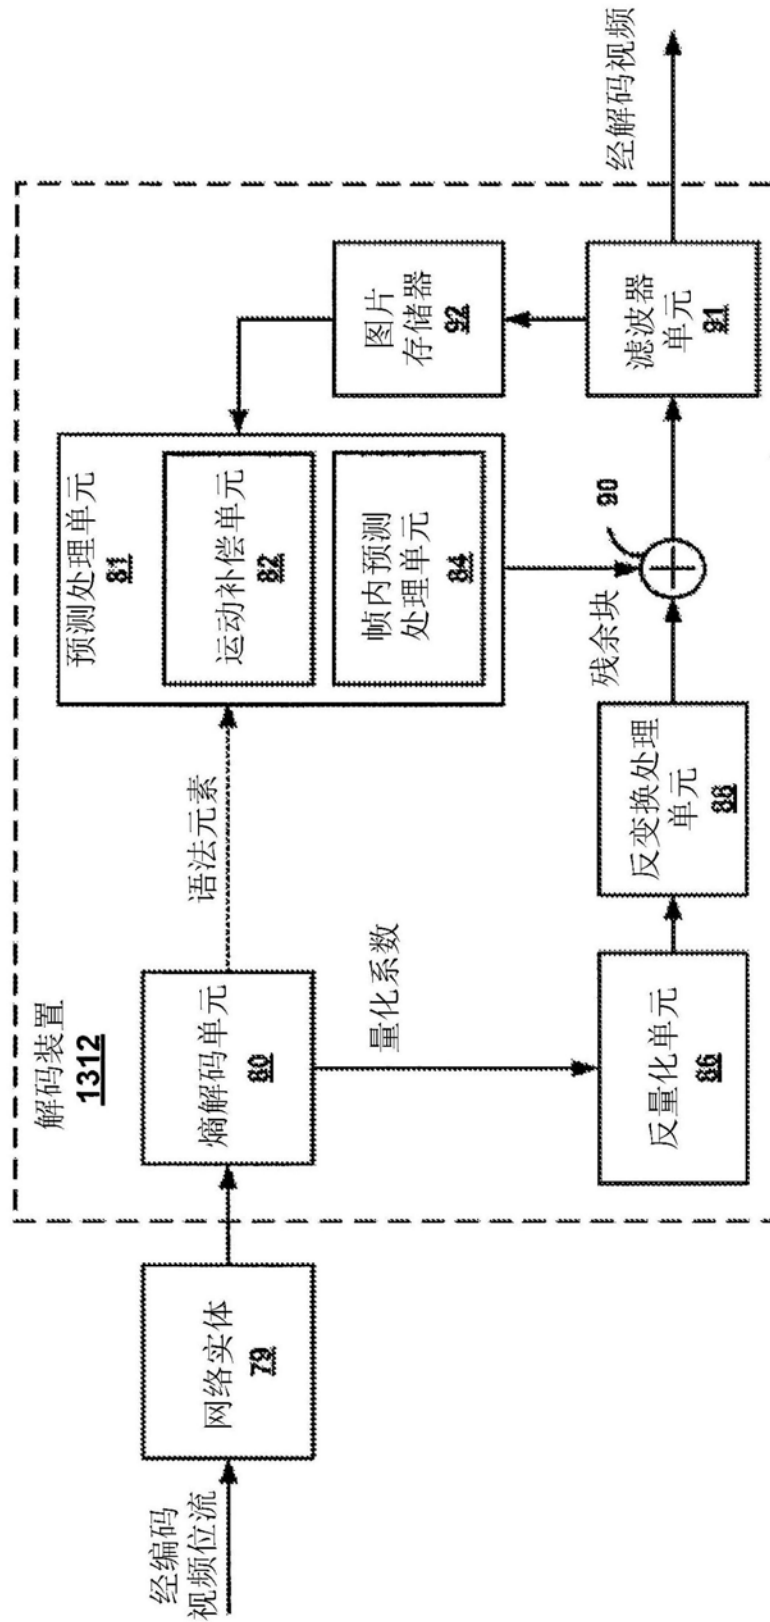 经编码
视频位流
网络实体
79
解码装置
1312
熵解码单元
80
语法元素
量化系数
预测处理单元
81
运动补偿单元
82
帧内预测
处理单元
84
反量化单元
86
反变换处理
单元
88
残余块
90
图片
存储器
92
滤波器
单元
91
经解码视频